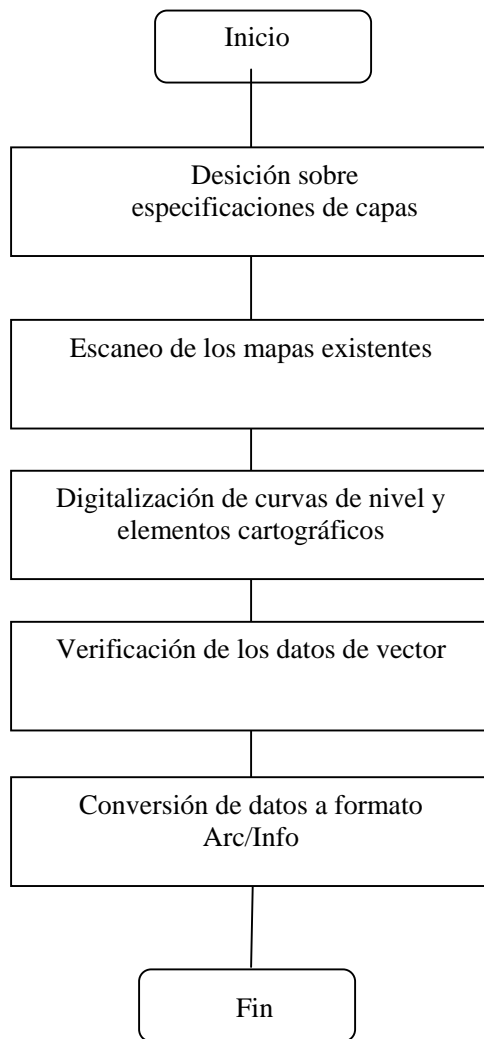 Inicio
Desición sobre
especificaciones de capas
Escaneo de los mapas existentes
Digitalización de curvas de nivel y
elementos cartográficos
Verificación de los datos de vector
Conversión de datos a formato
Arc/Info
Fin